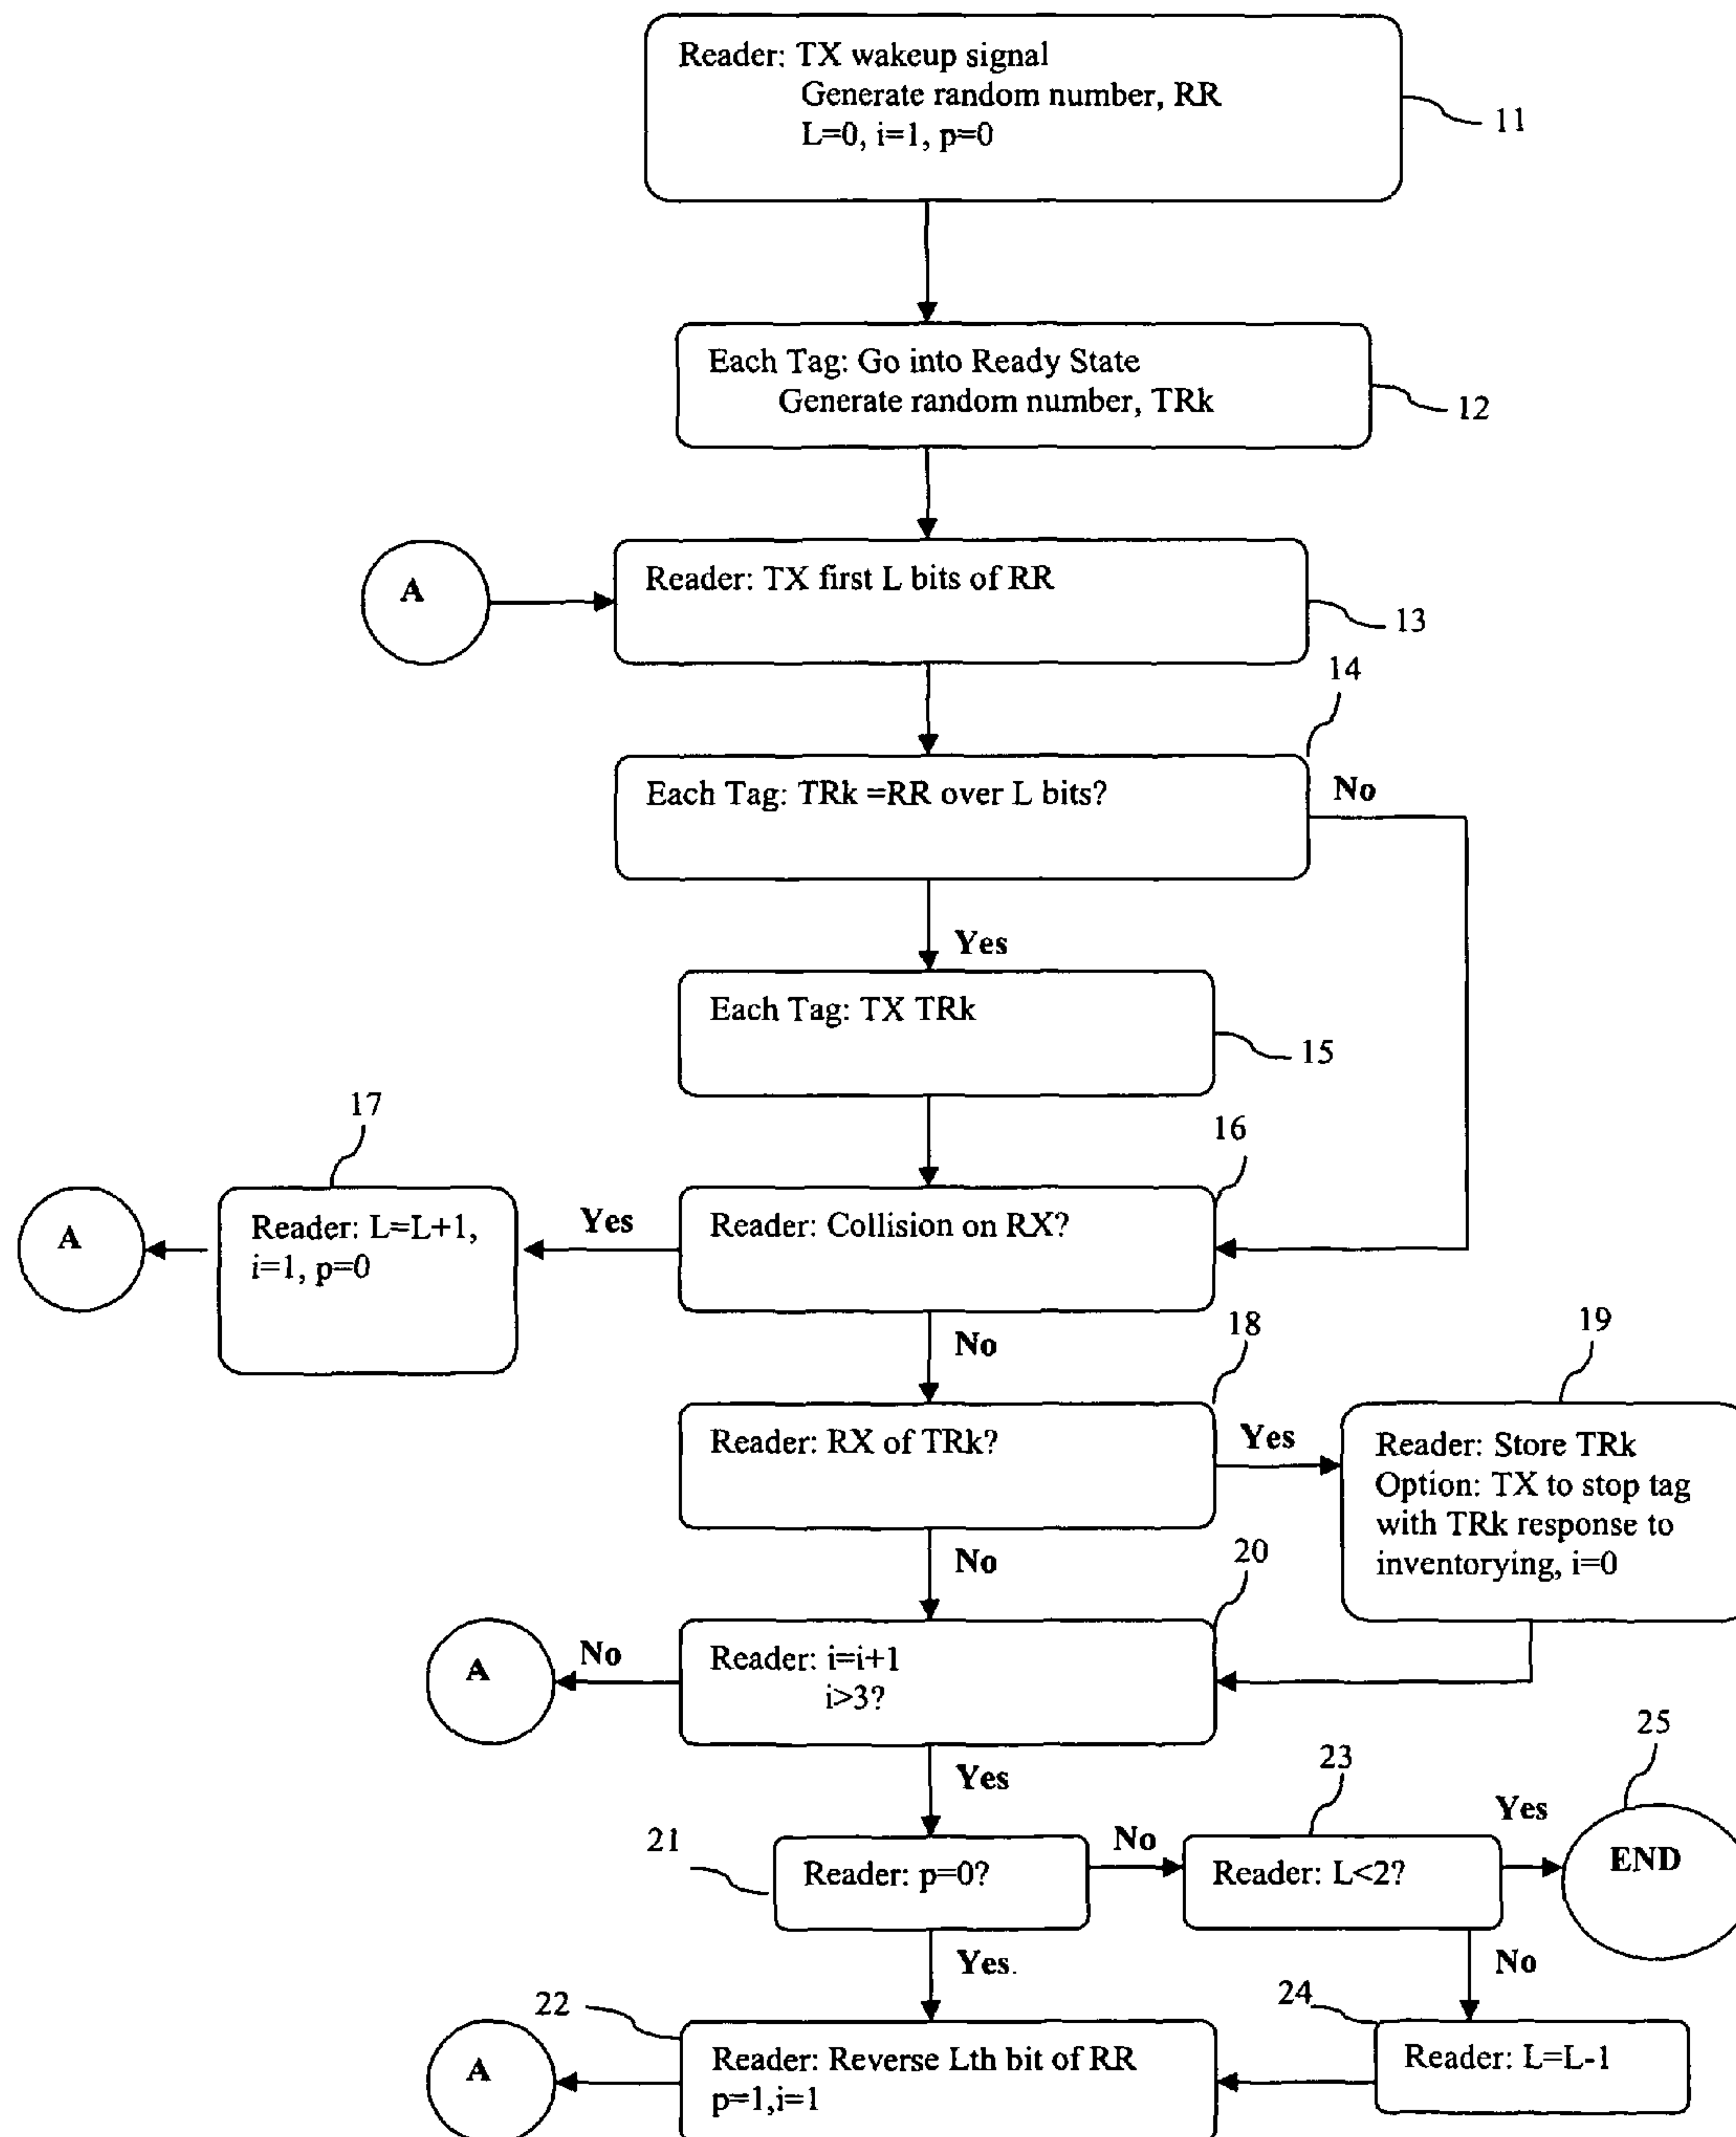 Reader: TX wakeup signal
Generate random number, RR
L=0, i=1, p=0
11
Each Tag: Go into Ready State
Generate random number, TRk
12
A
Reader: TX first L bits of RR
13
14
Each Tag: TRk =RR over L bits?
No
Yes
Each Tag: TX TRk
15
17
16
A
Reader: L=L+1,
i=1, p=0
Yes
Reader: Collision on RX?
No
18
19
Reader: RX of TRk?
Yes
Reader: Store TRk
Option: TX to stop tag
with TRk response to
inventorying, i=0
No
20
A
No
Reader: i=i+1
i>3?
Yes
23
25
21
Reader: p=0?
No
Reader: L<2?
Yes
END
Yes.
No
22
24
A
Reader: Reverse Lth bit of RR
p=1,i=1
Reader: L=L-1